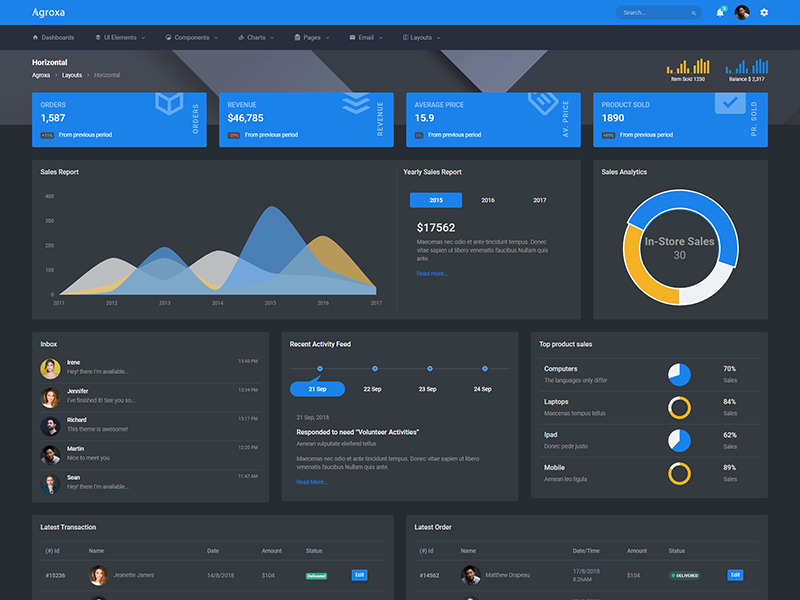 Agroxa
Search...
Dashboards
UI Elements
Components
Charts
Pages
Email
Layouts
Horizontal
Agroxa > Layouts > Horizontal
Item Sold 1230
Balance $ 2,317
ORDERS
1,587
From previous period
ORDERS
REVENUE
$46,785
From previous period
REVENUE
AVERAGE PRICE
15.9
From previous period
AV. PRICE
PRODUCT SOLD
1890
From previous period
PR. SOLD
Sales Report
400
300
200
100
0
2011 2012 2013 2014 2015 2016 2017
Yearly Sales Report
2015 2016 2017
$17562
Maecenas nec odio et ante tincidunt tempus. Donec
vitae sapien ut libero venenatis faucibus Nullam quis
ante.
Read more...
Sales Analytics
In-Store Sales
30
Inbox
Irene 13:40 PM
Hey! there I'm available...
Jennifer 13:34 PM
I've finished it! See you so...
Richard 13:17 PM
This theme is awesome!
Martin 12:20 PM
Nice to meet you
Sean 11:47 AM
Hey! there I'm available...
Recent Activity Feed
21 Sep 22 Sep 23 Sep 24 Sep
21 Sep, 2018
Responded to need "Volunteer Activities"
Aenean vulputate eleifend tellus
Maecenas nec odio et ante tincidunt tempus. Donec vitae sapien ut libero
venenatis faucibus Nullam quis ante.
Read More...
Top product sales
Computers 70%
The languages only differ Sales
Laptops 84%
Maecenas tempus tellus Sales
Ipad 62%
Donec pede justo Sales
Mobile 89%
Aenean leo ligula Sales
Latest Transaction
(#) Id Name Date Amount Status
#15236 Jeanette James 14/8/2018 $104 Delivered Edit
Latest Order
(#) Id Name Date/Time Amount Status
#14562 Matthew Drapeau 17/8/2018 $104 DELIVERED Edit
8:26AM